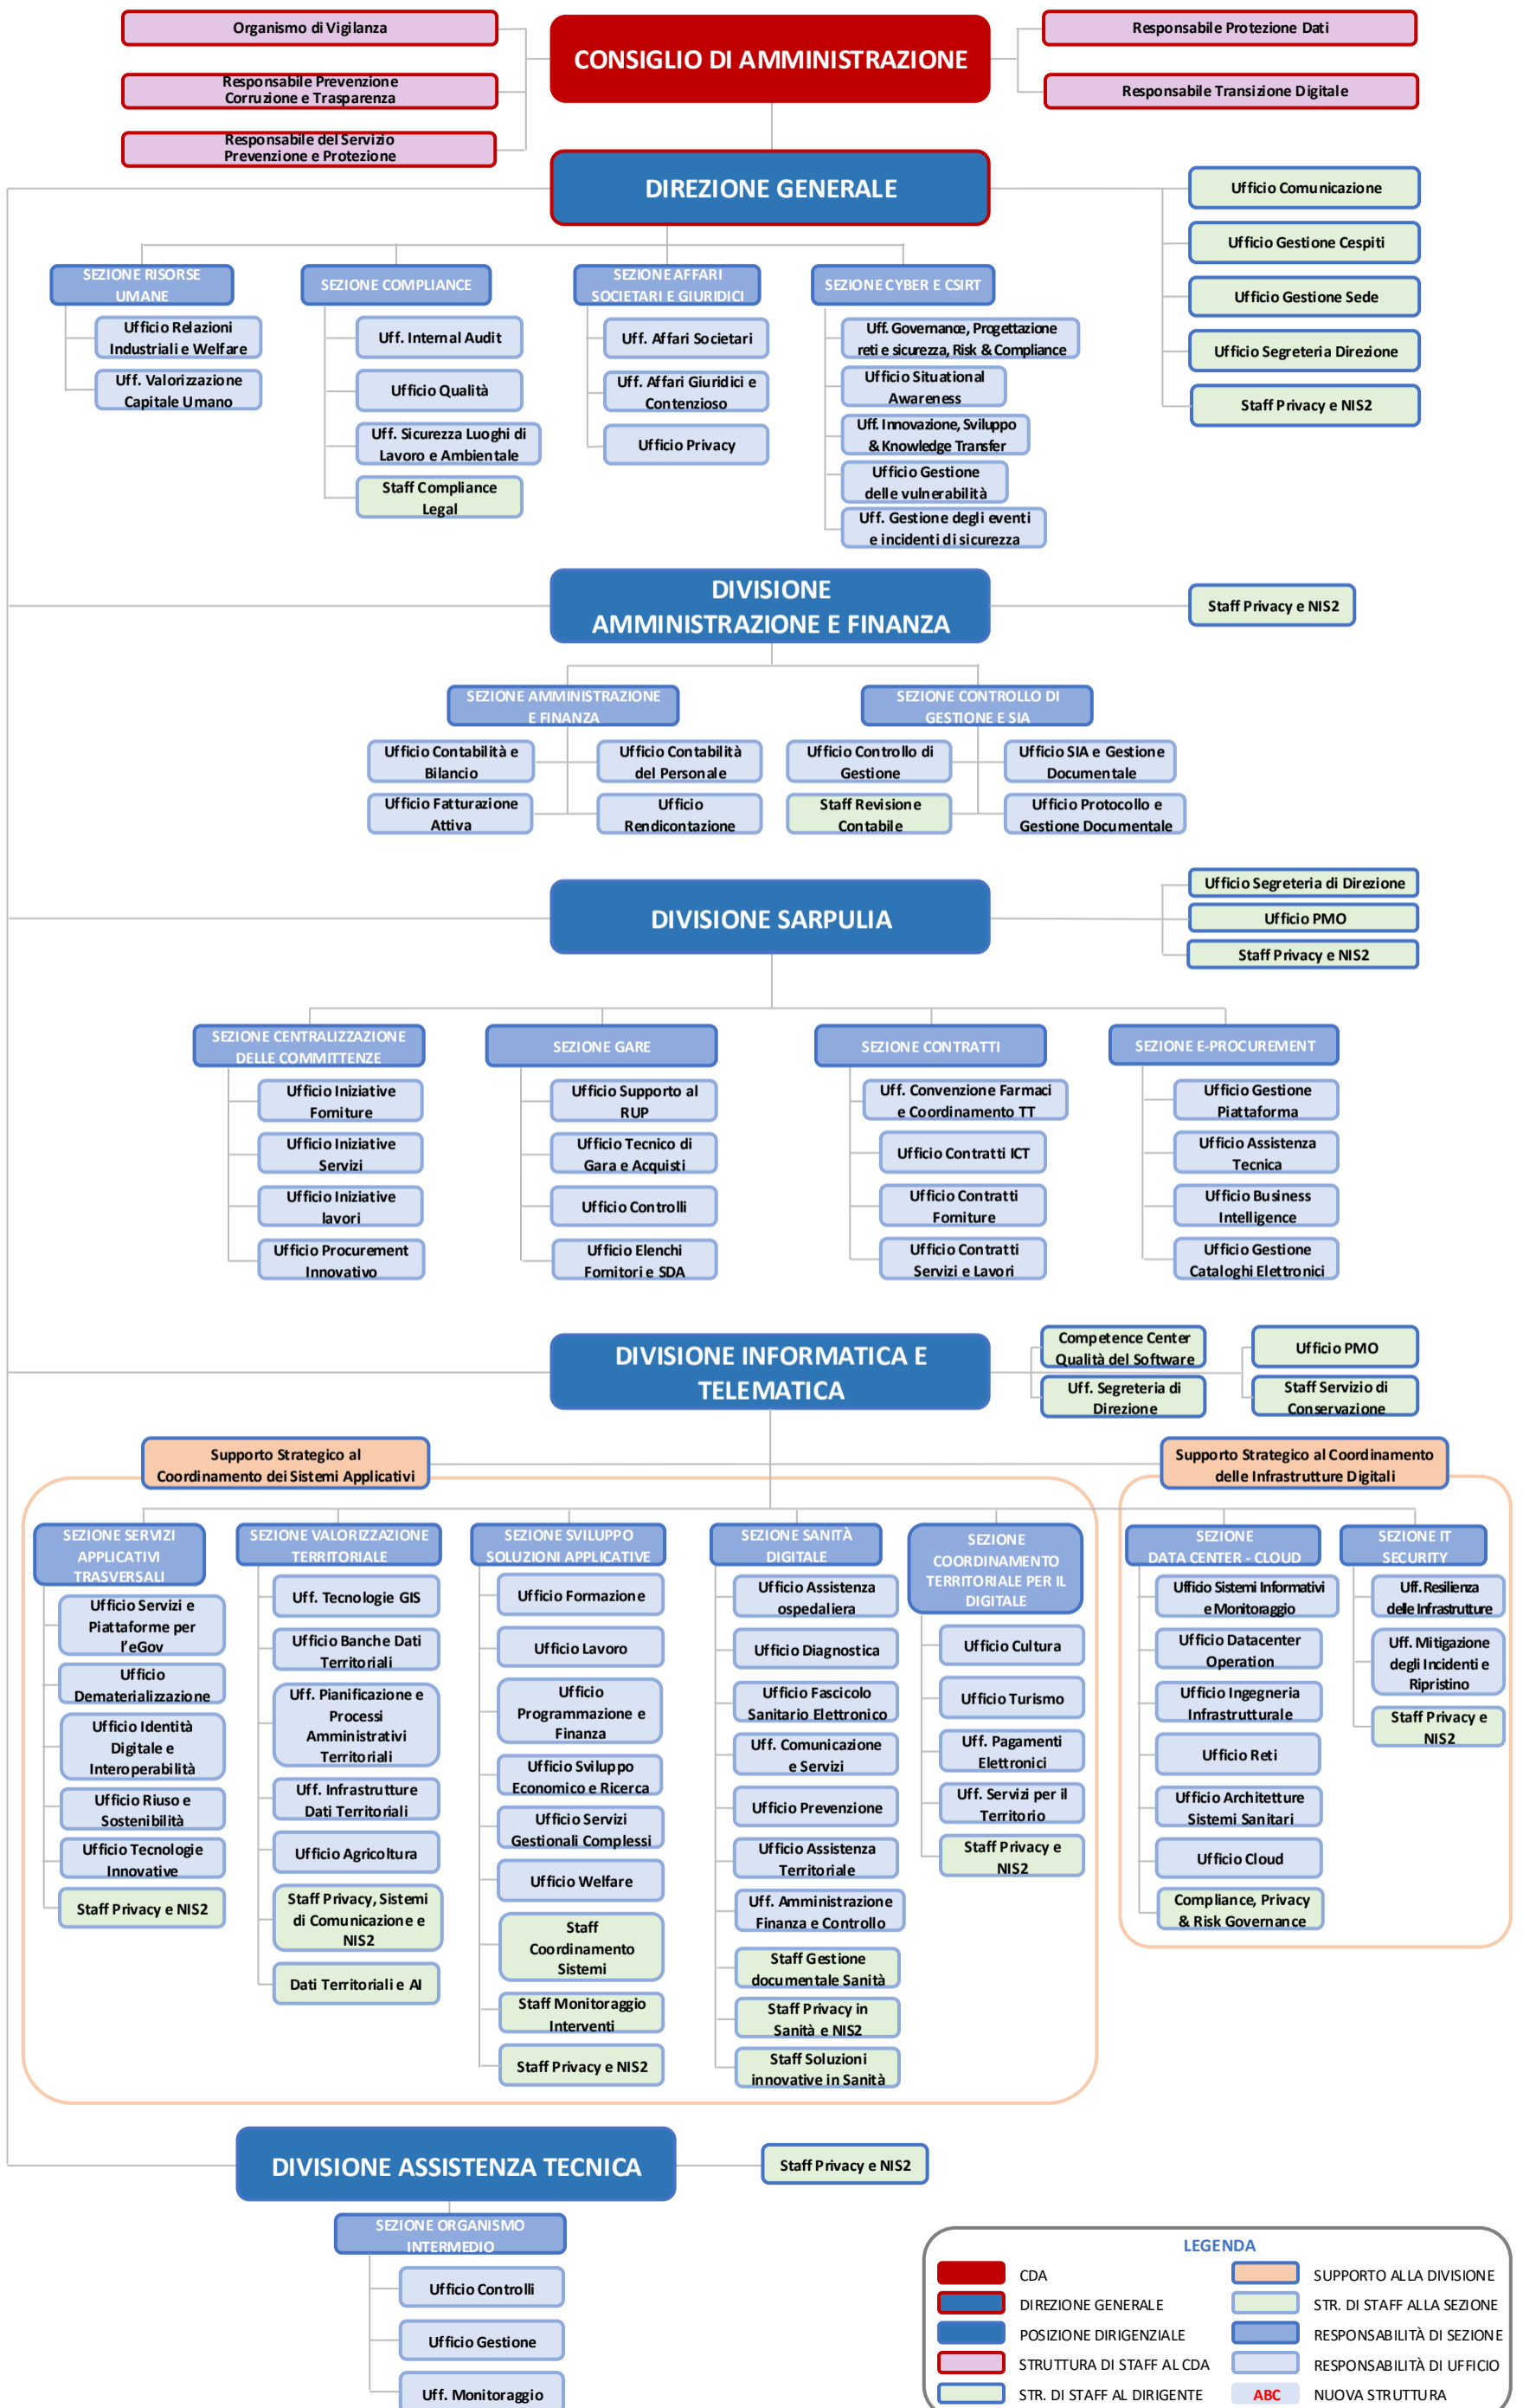 Organismo di Vigilanza
Responsabile Prevenzione
Corruzione e Trasparenza
Responsabile del Servizio
Prevenzione e Protezione
CONSIGLIO DI AMMINISTRAZIONE
Responsabile Protezione Dati
Responsabile Transizione Digitale
DIREZIONE GENERALE
Ufficio Comunicazione
Ufficio Gestione Cespiti
Ufficio Gestione Sede
Ufficio Segreteria Direzione
Staff Privacy e NIS2
SEZIONE RISORSE
UMANE
Ufficio Relazioni
Industriali e Welfare
Uff. Valorizzazione
Capitale Umano
SEZIONE COMPLIANCE
Uff. Internal Audit
Ufficio Qualità
Uff. Sicurezza Luoghi di
Lavoro e Ambientale
Staff Compliance
Legal
SEZIONE AFFARI
SOCIETARI E GIURIDICI
Uff. Affari Societari
Uff. Affari Giuridici e
Contenzioso
Ufficio Privacy
SEZIONE CYBER E CSIRT
Uff. Governance, Progettazione
reti e sicurezza, Risk & Compliance
Ufficio Situational
Awareness
Uff. Innovazione, Sviluppo
& Knowledge Transfer
Ufficio Gestione
delle vulnerabilità
Uff. Gestione degli eventi
e incidenti di sicurezza
DIVISIONE
AMMINISTRAZIONE E FINANZA
Staff Privacy e NIS2
SEZIONE AMMINISTRAZIONE
E FINANZA
Ufficio Contabilità e
Bilancio
Ufficio Contabilità
del Personale
Ufficio Fatturazione
Attiva
Ufficio
Rendicontazione
SEZIONE CONTROLLO DI
GESTIONE E SIA
Ufficio Controllo di
Gestione
Ufficio SIA e Gestione
Documentale
Staff Revisione
Contabile
Ufficio Protocollo e
Gestione Documentale
DIVISIONE SARPULIA
Ufficio Segreteria di Direzione
Ufficio PMO
Staff Privacy e NIS2
SEZIONE CENTRALIZZAZIONE
DELLE COMMITTENZE
Ufficio Iniziative
Forniture
Ufficio Iniziative
Servizi
Ufficio Iniziative
lavori
Ufficio Procurement
Innovativo
SEZIONE GARE
Ufficio Supporto al
RUP
Ufficio Tecnico di
Gara e Acquisti
Ufficio Controlli
Ufficio Elenchi
Fornitori e SDA
SEZIONE CONTRATTI
Uff. Convenzione Farmaci
e Coordinamento TT
Ufficio Contratti ICT
Ufficio Contratti
Forniture
Ufficio Contratti
Servizi e Lavori
SEZIONE E-PROCUREMENT
Ufficio Gestione
Piattaforma
Ufficio Assistenza
Tecnica
Ufficio Business
Intelligence
Ufficio Gestione
Cataloghi Elettronici
DIVISIONE INFORMATICA E
TELEMATICA
Competence Center
Qualità del Software
Uff. Segreteria di
Direzione
Ufficio PMO
Staff Servizio di
Conservazione
Supporto Strategico al
Coordinamento dei Sistemi Applicativi
Supporto Strategico al Coordinamento
delle Infrastrutture Digitali
SEZIONE SERVIZI
APPLICATIVI
TRASVERSALI
Ufficio Servizi e
Piattaforme per
l'eGov
Ufficio
Dematerializzazione
Ufficio Identità
Digitale e
Interoperabilità
Ufficio Riuso e
Sostenibilità
Ufficio Tecnologie
Innovative
Staff Privacy e NIS2
SEZIONE VALORIZZAZIONE
TERRITORIALE
Uff. Tecnologie GIS
Ufficio Banche Dati
Territoriali
Uff. Pianificazione e
Processi
Amministrativi
Territoriali
Uff. Infrastrutture
Dati Territoriali
Ufficio Agricoltura
Staff Privacy, Sistemi
di Comunicazione e
NIS2
Dati Territoriali e AI
SEZIONE SVILUPPO
SOLUZIONI APPLICATIVE
Ufficio Formazione
Ufficio Lavoro
Ufficio
Programmazione e
Finanza
Ufficio Sviluppo
Economico e Ricerca
Ufficio Servizi
Gestionali Complessi
Ufficio Welfare
Staff
Coordinamento
Sistemi
Staff Monitoraggio
Interventi
Staff Privacy e NIS2
SEZIONE SANITÀ
DIGITALE
Ufficio Assistenza
ospedaliera
Ufficio Diagnostica
Ufficio Fascicolo
Sanitario Elettronico
Uff. Comunicazione
e Servizi
Ufficio Prevenzione
Ufficio Assistenza
Territoriale
Uff. Amministrazione
Finanza e Controllo
Staff Gestione
documentale Sanità
Staff Privacy in
Sanità e NIS2
Staff Soluzioni
innovative in Sanità
SEZIONE
COORDINAMENTO
TERRITORIALE PER IL
DIGITALE
Ufficio Cultura
Ufficio Turismo
Uff. Pagamenti
Elettronici
Uff. Servizi per il
Territorio
Staff Privacy e
NIS2
SEZIONE
DATA CENTER - CLOUD
Ufficio Sistemi Informativi
e Monitoraggio
Ufficio Datacenter
Operation
Ufficio Ingegneria
Infrastrutturale
Ufficio Reti
Ufficio Architetture
Sistemi Sanitari
Ufficio Cloud
Compliance, Privacy
& Risk Governance
SEZIONE IT
SECURITY
Uff. Resilienza
delle Infrastrutture
Uff. Mitigazione
degli Incidenti e
Ripristino
Staff Privacy e
NIS2
DIVISIONE ASSISTENZA TECNICA
Staff Privacy e NIS2
SEZIONE ORGANISMO
INTERMEDIO
Ufficio Controlli
Ufficio Gestione
Uff. Monitoraggio
LEGENDA
CDA
DIREZIONE GENERALE
POSIZIONE DIRIGENZIALE
STRUTTURA DI STAFF AL CDA
STR. DI STAFF AL DIRIGENTE
SUPPORTO ALLA DIVISIONE
STR. DI STAFF ALLA SEZIONE
RESPONSABILITÀ DI SEZIONE
RESPONSABILITÀ DI UFFICIO
ABC NUOVA STRUTTURA